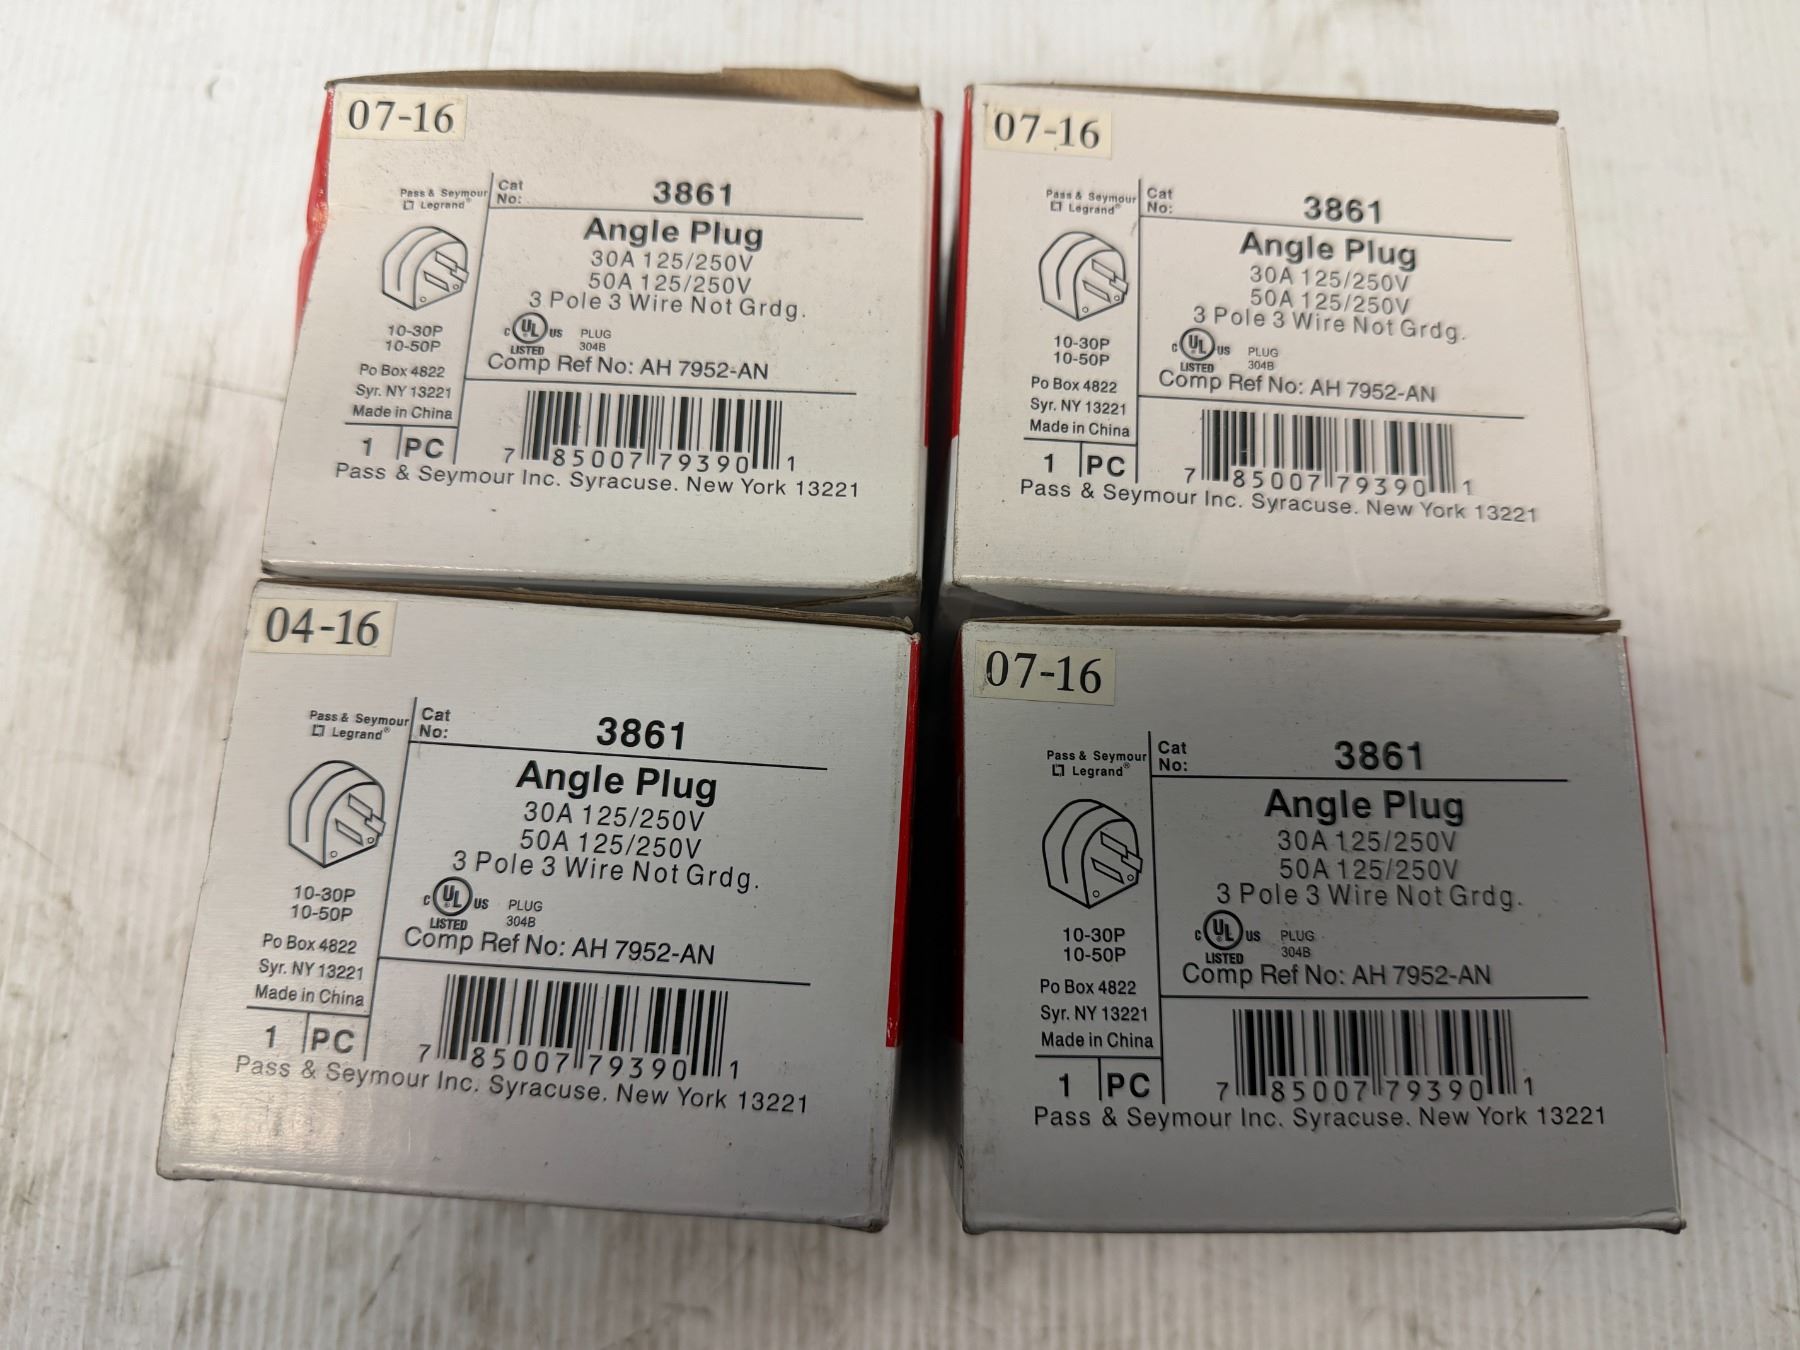 07-16
Pass & Seymour
Legrand®
Cat
No:
3861
Angle Plug
30A 125/250V
50A 125/250V
3 Pole 3 Wire Not Grdg.
10-30P
10-50P
C UL US
LISTED
PLUG
304B
Comp Ref No: AH 7952-AN
Po Box 4822
Syr. NY 13221
Made in China
1 PC
7 85007 79390 1
Pass & Seymour Inc. Syracuse. New York 13221
07-16
Pass & Seymour
Legrand®
Cat
No:
3861
Angle Plug
30A 125/250V
50A 125/250V
3 Pole 3 Wire Not Grdg.
10-30P
10-50P
C UL US
LISTED
PLUG
304B
Comp Ref No: AH 7952-AN
Po Box 4822
Syr. NY 13221
Made in China
1 PC
7 85007 79390 1
Pass & Seymour Inc. Syracuse. New York 13221
04-16
Pass & Seymour
Legrand®
Cat
No:
3861
Angle Plug
30A 125/250V
50A 125/250V
3 Pole 3 Wire Not Grdg.
10-30P
10-50P
C UL US
LISTED
PLUG
304B
Comp Ref No: AH 7952-AN
Po Box 4822
Syr. NY 13221
Made in China
1 PC
7 85007 79390 1
Pass & Seymour Inc. Syracuse. New York 13221
07-16
Pass & Seymour
Legrand®
Cat
No:
3861
Angle Plug
30A 125/250V
50A 125/250V
3 Pole 3 Wire Not Grdg.
10-30P
10-50P
C UL US
LISTED
PLUG
304B
Comp Ref No: AH 7952-AN
Po Box 4822
Syr. NY 13221
Made in China
1 PC
7 85007 79390 1
Pass & Seymour Inc. Syracuse. New York 13221